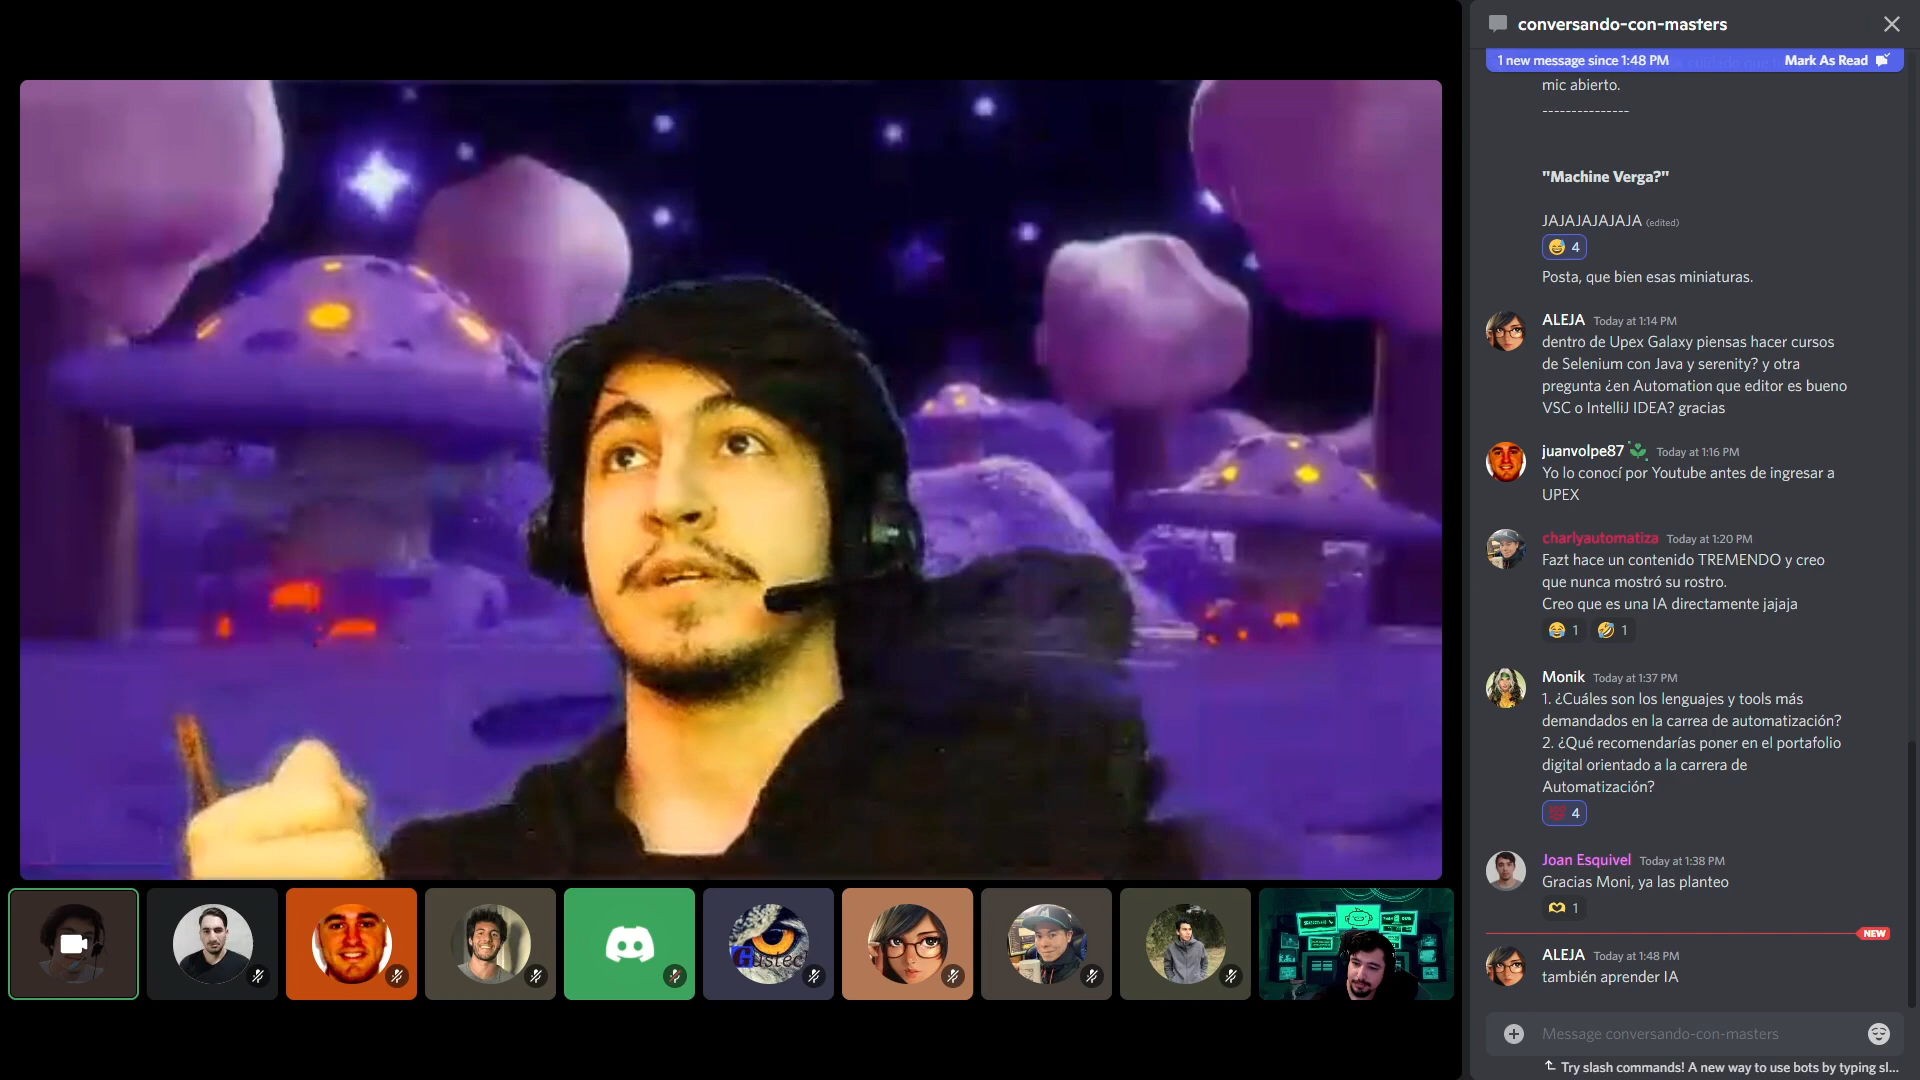 conversando-con-masters
1 new message since 1:48 PM
Mark As Read
mic abierto.
---------------
"Machine Verga?"
JAJAJAJAJAJA (edited)
4
Posta, que bien esas miniaturas.
ALEJA Today at 1:14 PM
dentro de Upex Galaxy piensas hacer cursos
de Selenium con Java y serenity? y otra
pregunta ¿en Automation que editor es bueno
VSC o IntelliJ IDEA? gracias
juanvolpe87 Today at 1:16 PM
Yo lo conocí por Youtube antes de ingresar a
UPEX
charlyautomatiza Today at 1:20 PM
Fazt hace un contenido TREMENDO y creo
que nunca mostró su rostro.
Creo que es una IA directamente jajaja
1 1
Monik Today at 1:37 PM
1. ¿Cuáles son los lenguajes y tools más
demandados en la carrea de automatización?
2. ¿Qué recomendarías poner en el portafolio
digital orientado a la carrera de
Automatización?
4
Joan Esquivel Today at 1:38 PM
Gracias Moni, ya las planteo
1
NEW
ALEJA Today at 1:48 PM
también aprender IA
Message conversando-con-masters
Try slash commands! A new way to use bots by typing sl...